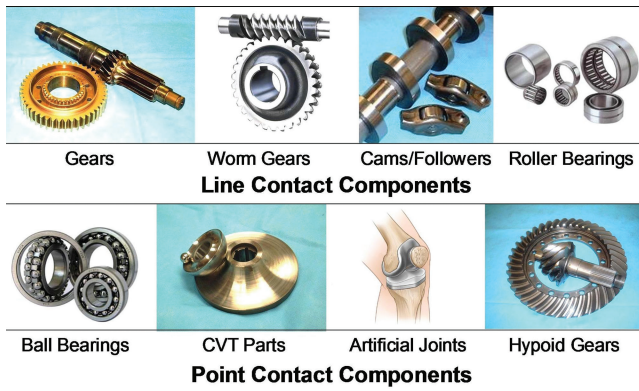 Gears Worm Gears Cams/Followers Roller Bearings
Line Contact Components
Ball Bearings CVT Parts Artificial Joints Hypoid Gears
Point Contact Components